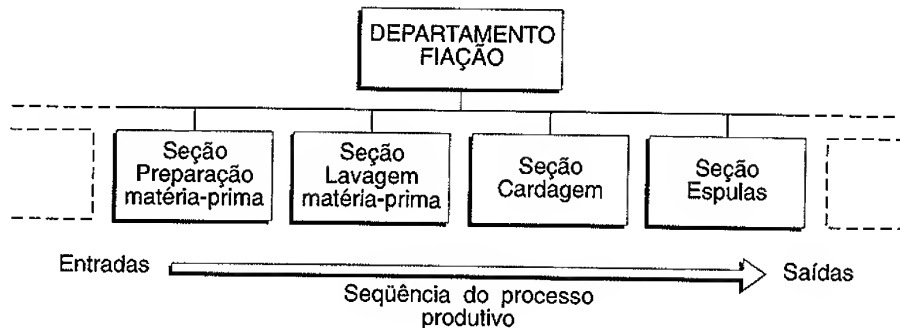 DEPARTAMENTO
FIAÇÃO
Seção
Preparação
matéria-prima
Seção
Lavagem
matéria-prima
Seção
Cardagem
Seção
Espulas
Entradas
Saídas
Seqüência do processo
produtivo